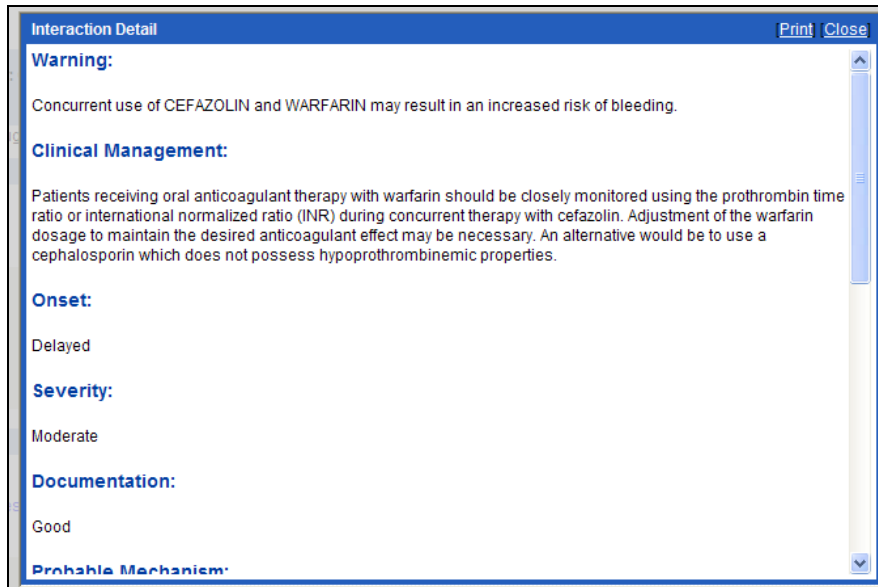 Interaction Detail [Print] [Close]
Warning:
Concurrent use of CEFAZOLIN and WARFARIN may result in an increased risk of bleeding.
Clinical Management:
Patients receiving oral anticoagulant therapy with warfarin should be closely monitored using the prothrombin time
ratio or international normalized ratio (INR) during concurrent therapy with cefazolin. Adjustment of the warfarin
dosage to maintain the desired anticoagulant effect may be necessary. An alternative would be to use a
cephalosporin which does not possess hypoprothrombinemic properties.
Onset:
Delayed
Severity:
Moderate
Documentation:
Good
Probable Mechanism: